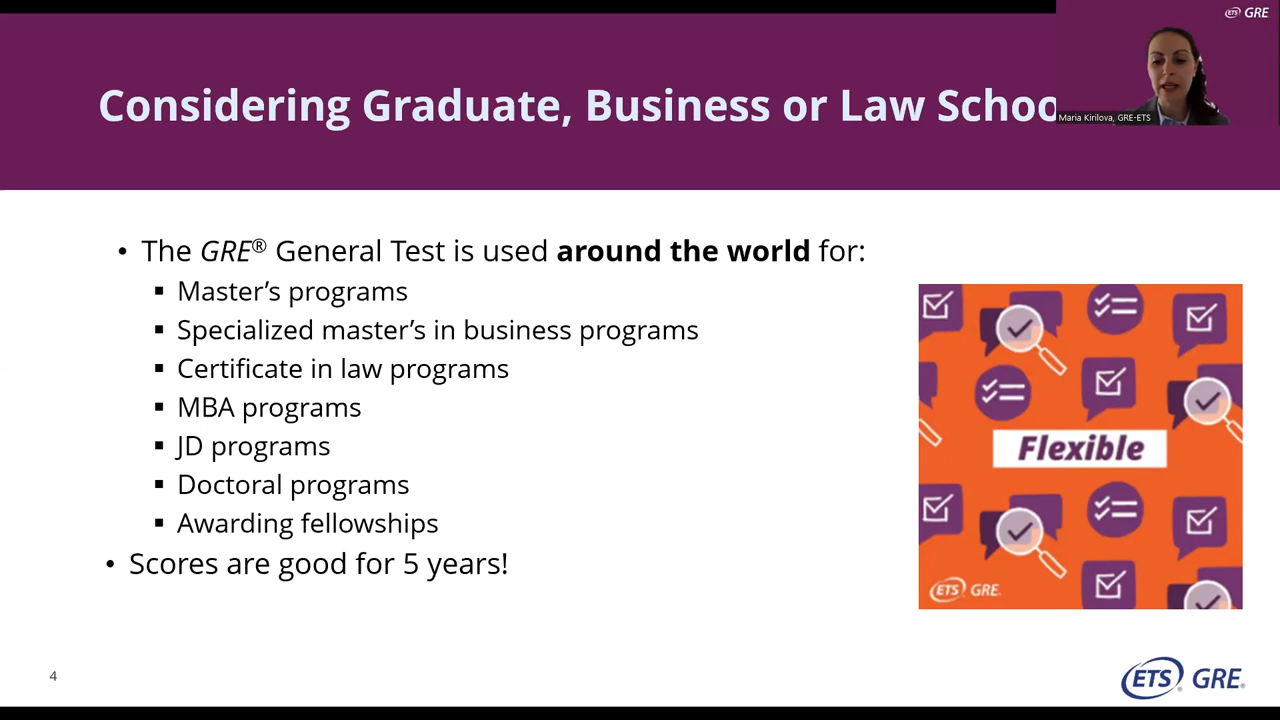 ETS GRE
Considering Graduate, Business or Law Schoo
Maria Kirilova, GRE-ETS
• The GRE® General Test is used around the world for:
▪ Master’s programs
▪ Specialized master’s in business programs
▪ Certificate in law programs
▪ MBA programs
▪ JD programs
▪ Doctoral programs
▪ Awarding fellowships
• Scores are good for 5 years!
Flexible
ETS GRE
4
ETS® GRE®